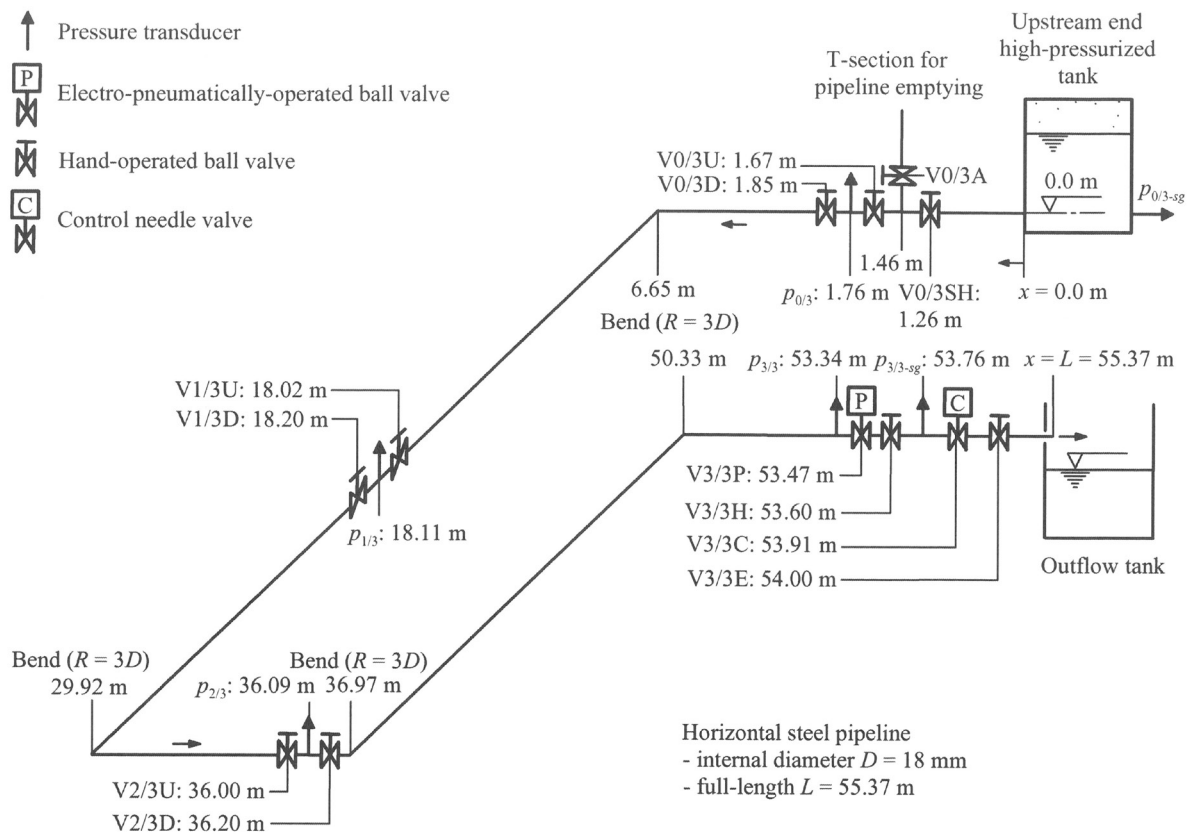 Pressure transducer
P
Electro-pneumatically-operated ball valve
Hand-operated ball valve
C
Control needle valve
Upstream end
high-pressurized
tank
T-section for
pipeline emptying
V0/3U: 1.67 m
V0/3D: 1.85 m
V0/3A
0.0 m
p0/3-sg
1.46 m
6.65 m
p0/3: 1.76 m
V0/3SH:
1.26 m
x = 0.0 m
Bend (R = 3D)
50.33 m
p3/3: 53.34 m
p3/3-sg: 53.76 m
x = L = 55.37 m
V1/3U: 18.02 m
V1/3D: 18.20 m
P
C
p1/3: 18.11 m
V3/3P: 53.47 m
V3/3H: 53.60 m
V3/3C: 53.91 m
V3/3E: 54.00 m
Outflow tank
Bend (R = 3D)
29.92 m
Bend (R = 3D)
p2/3: 36.09 m
36.97 m
V2/3U: 36.00 m
V2/3D: 36.20 m
Horizontal steel pipeline
- internal diameter D = 18 mm
- full-length L = 55.37 m